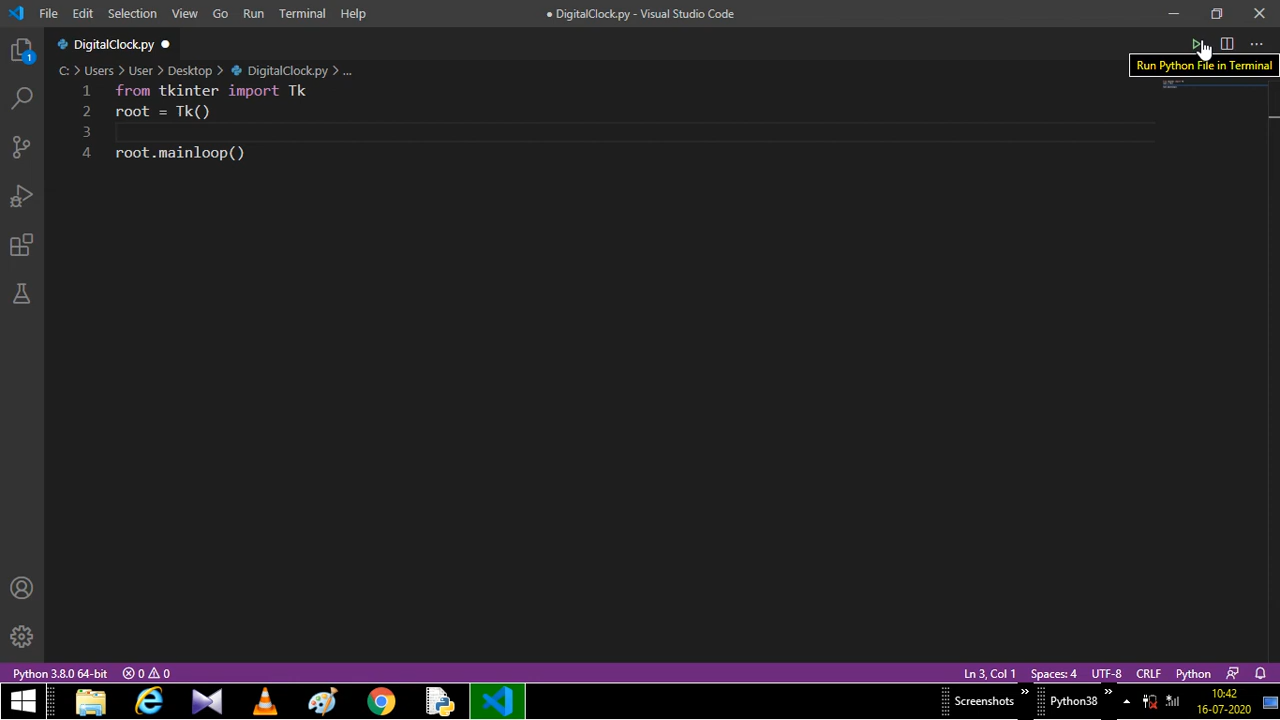 File Edit Selection View Go Run Terminal Help
● DigitalClock.py - Visual Studio Code
DigitalClock.py ●
Run Python File in Terminal
C: > Users > User > Desktop > DigitalClock.py > ...
1 from tkinter import Tk
2 root = Tk()
3
4 root.mainloop()
1
Python 3.8.0 64-bit 0 0 Ln 3, Col 1 Spaces: 4 UTF-8 CRLF Python
Screenshots » Python38 » 10:42
16-07-2020